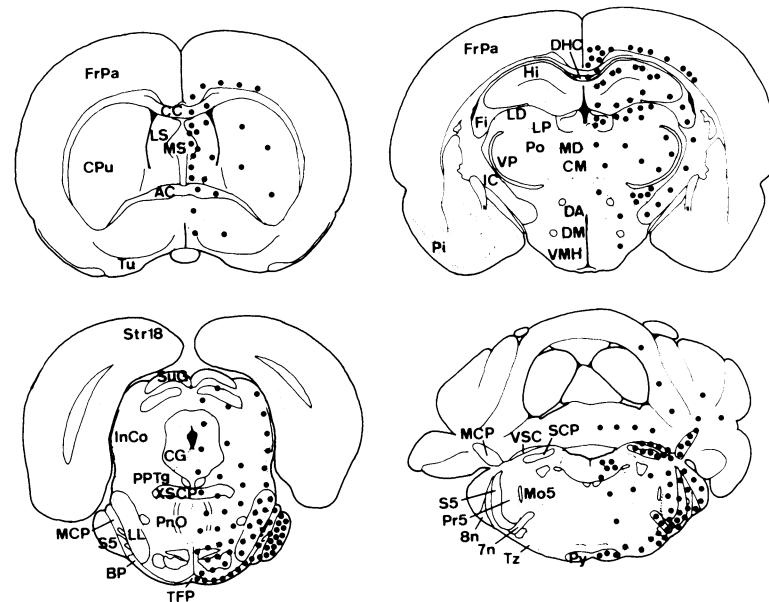 FrPa
CC
LS
MS
CPu
AC
Tu
FrPa
DHC
Hi
Fi
LD
LP
Po
MD
VP
CM
IC
DA
DM
Pi
VMH
Str18
SuG
InCo
CG
PPTg
XSCP
PnO
MCP
LL
S5
BP
TFP
MCP
VSC
SCP
S5
Mo5
Pr5
8n
7n
Tz
Py